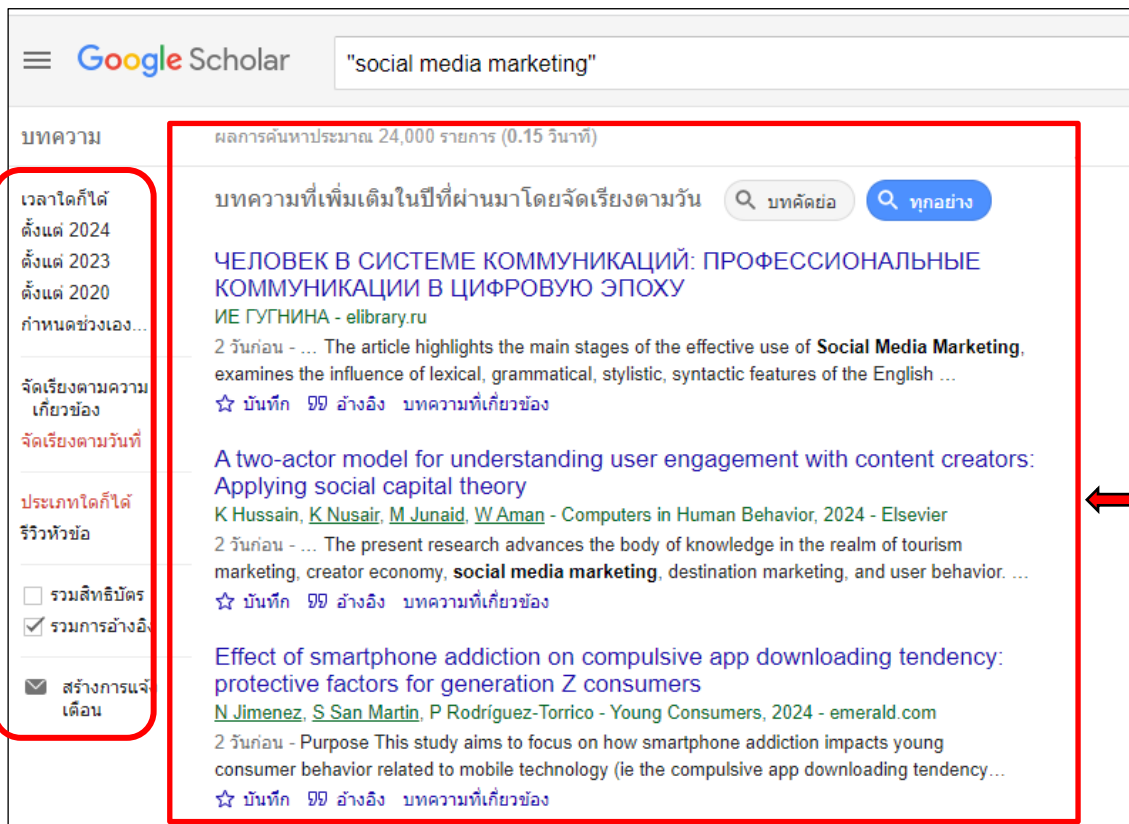 Google Scholar
"social media marketing"
บทความ
ผลการค้นหาประมาณ 24,000 รายการ (0.15 วินาที)
เวลาใดก็ได้
ตั้งแต่ 2024
ตั้งแต่ 2023
ตั้งแต่ 2020
กำหนดช่วงเอง...
จัดเรียงตามความ
เกี่ยวข้อง
จัดเรียงตามวันที่
ประเภทใดก็ได้
รีวิวหัวข้อ
รวมสิทธิบัตร
รวมการอ้างอิง
สร้างการแจ้ง
เตือน
บทความที่เพิ่มเติมในปีที่ผ่านมาโดยจัดเรียงตามวัน บทคัดย่อ ทุกอย่าง
ЧЕЛОВЕК В СИСТЕМЕ КОММУНИКАЦИЙ: ПРОФЕССИОНАЛЬНЫЕ
КОММУНИКАЦИИ В ЦИФРОВУЮ ЭПОХУ
ИЕ ГУГНИНА - elibrary.ru
2 วันก่อน - ... The article highlights the main stages of the effective use of Social Media Marketing,
examines the influence of lexical, grammatical, stylistic, syntactic features of the English ...
บันทึก อ้างอิง บทความที่เกี่ยวข้อง
A two-actor model for understanding user engagement with content creators:
Applying social capital theory
K Hussain, K Nusair, M Junaid, W Aman - Computers in Human Behavior, 2024 - Elsevier
2 วันก่อน - ... The present research advances the body of knowledge in the realm of tourism
marketing, creator economy, social media marketing, destination marketing, and user behavior. ...
บันทึก อ้างอิง บทความที่เกี่ยวข้อง
Effect of smartphone addiction on compulsive app downloading tendency:
protective factors for generation Z consumers
N Jimenez, S San Martin, P Rodríguez-Torrico - Young Consumers, 2024 - emerald.com
2 วันก่อน - Purpose This study aims to focus on how smartphone addiction impacts young
consumer behavior related to mobile technology (ie the compulsive app downloading tendency...
บันทึก อ้างอิง บทความที่เกี่ยวข้อง